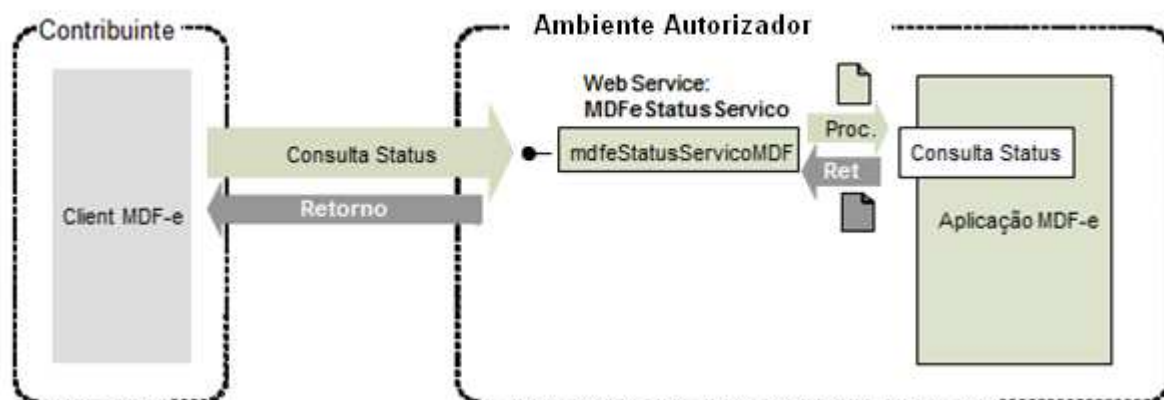 Contribuinte
Ambiente Autorizador
Web Service:
MDFeStatusServico
Client MDF-e
Consulta Status
Retorno
mdfeStatusServicoMDF
Proc.
Ret
Consulta Status
Aplicação MDF-e